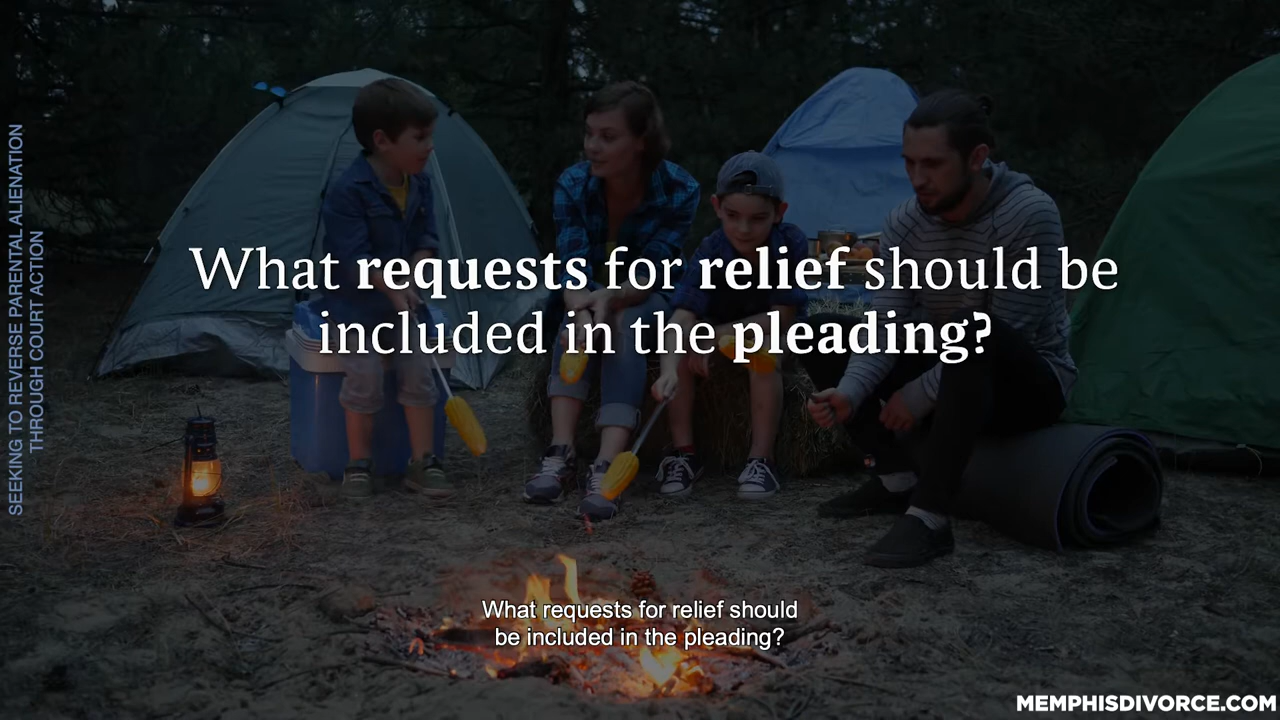 SEEKING TO REVERSE PARENTAL ALIENATION
THROUGH COURT ACTION
What requests for relief should be
included in the pleading?
What requests for relief should
be included in the pleading?
MEMPHISDIVORCE.COM